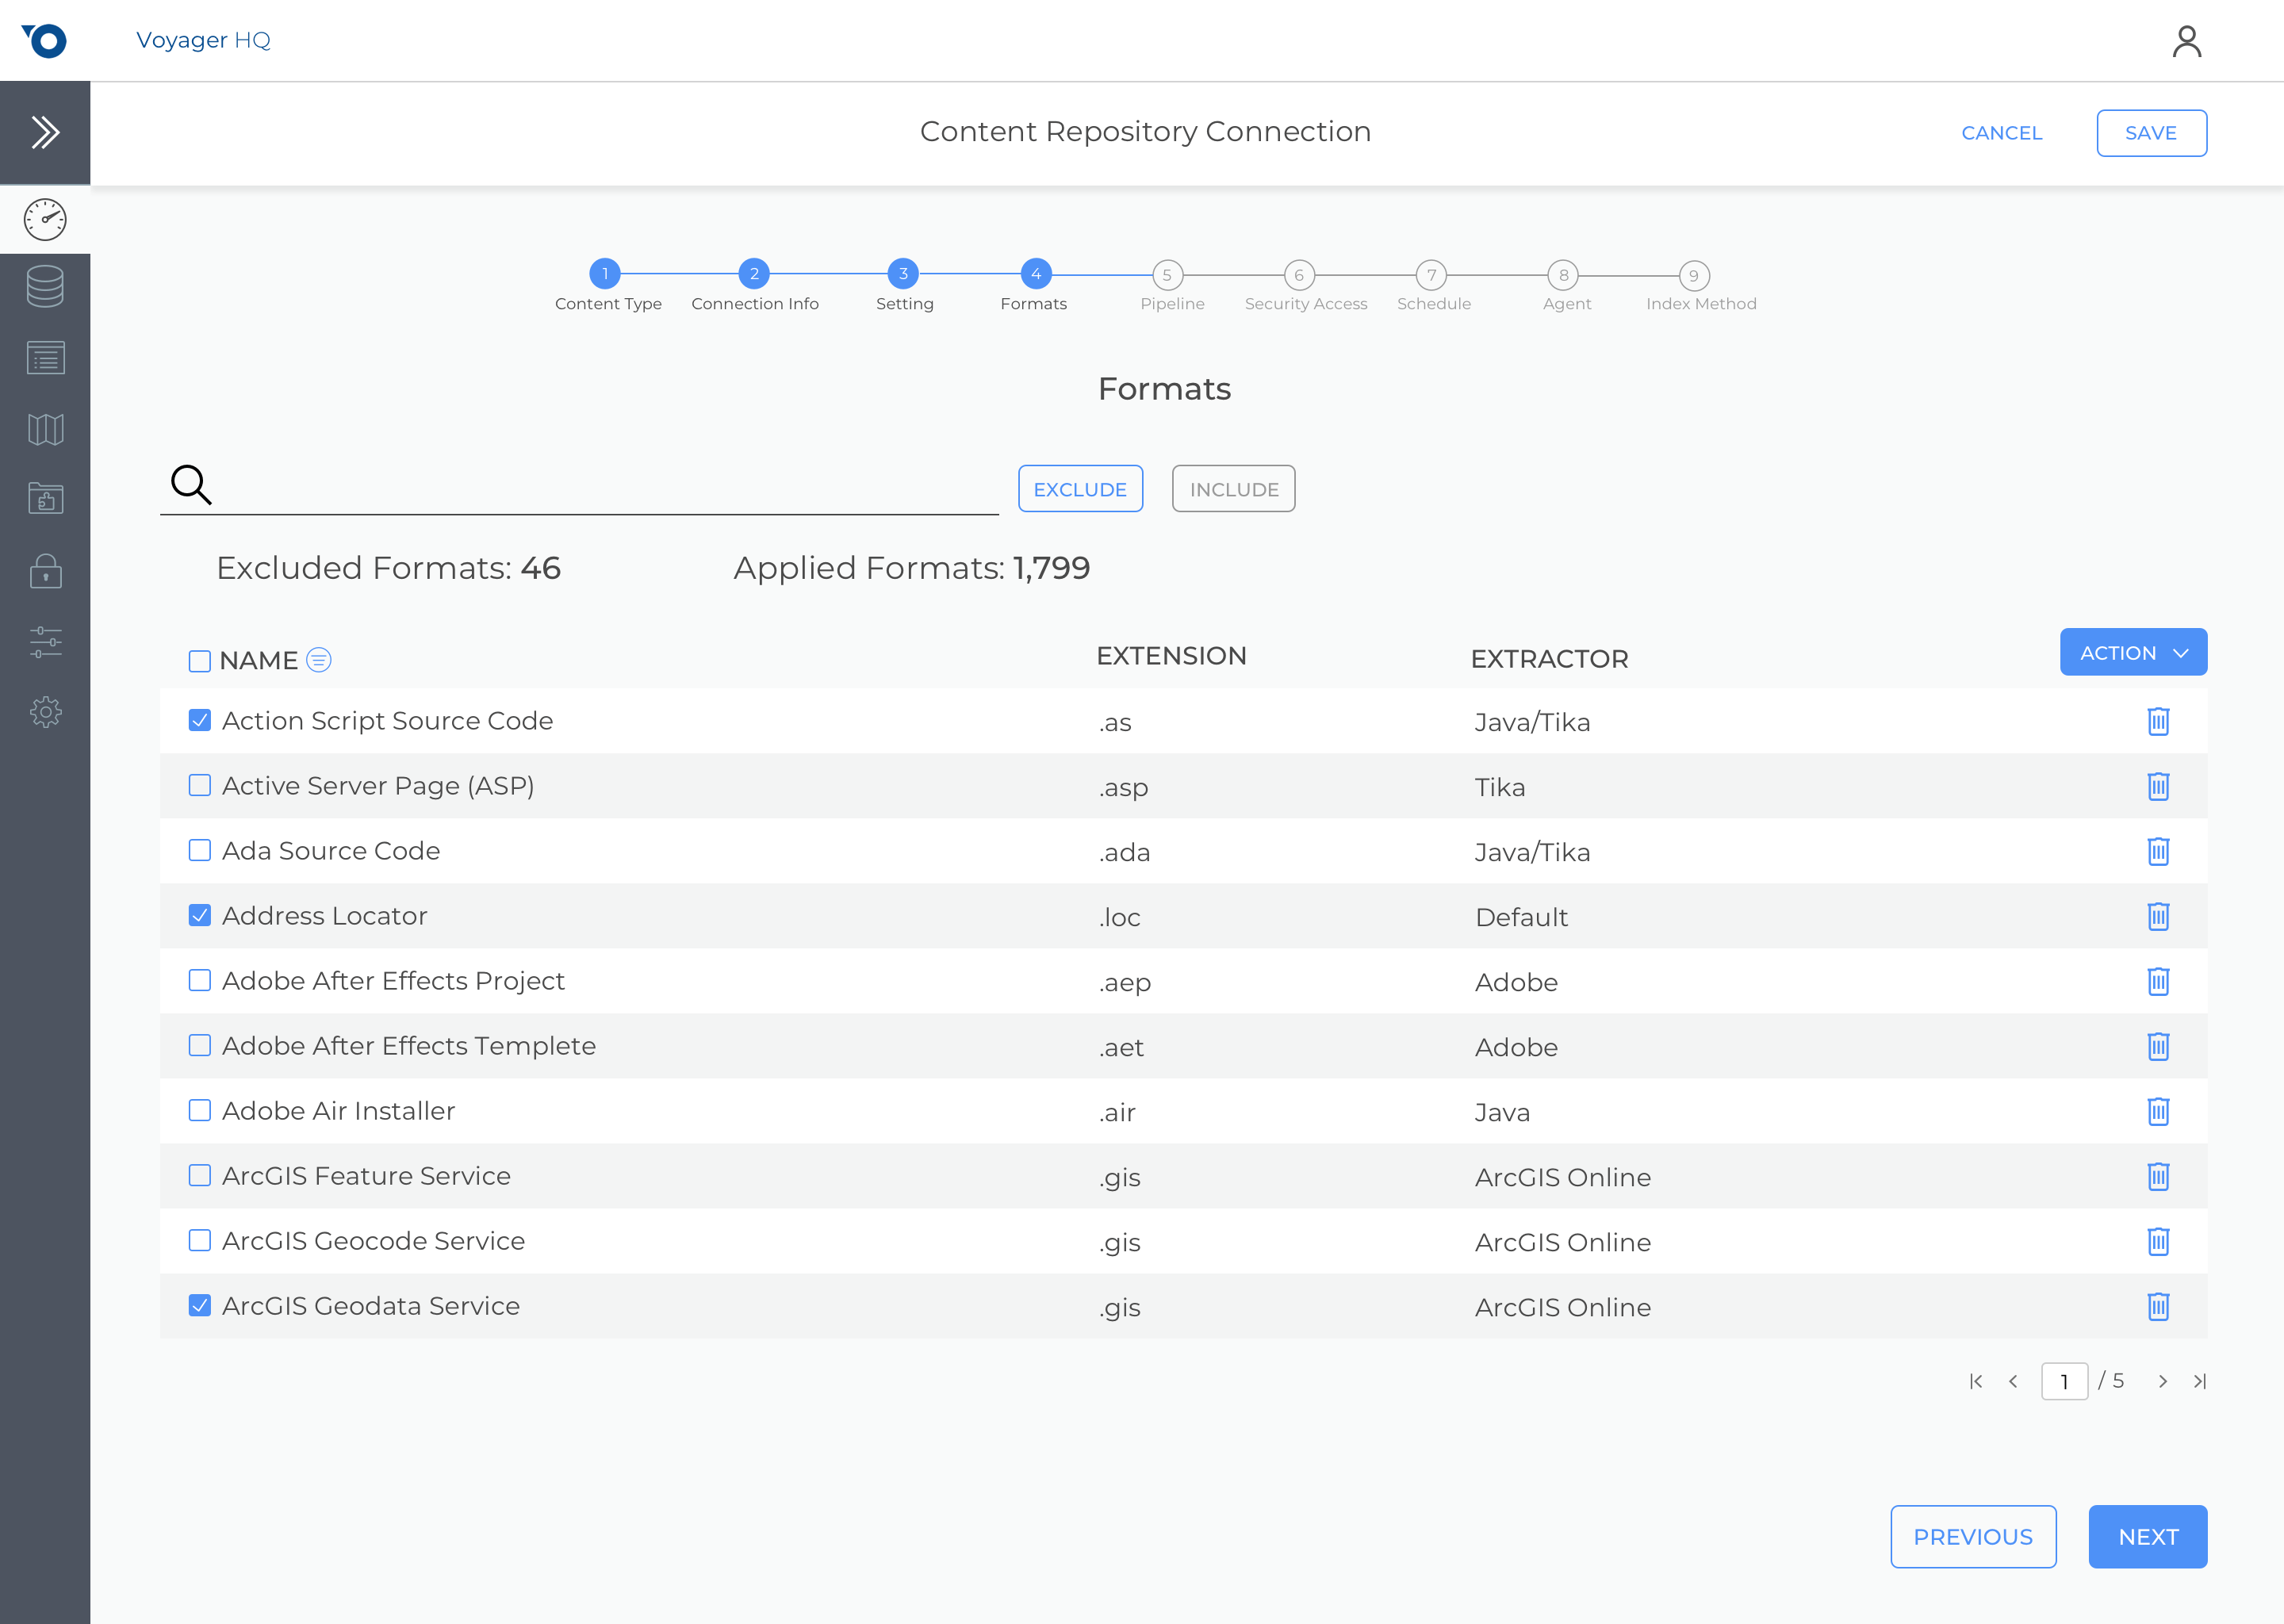 Voyager HQ
Content Repository Connection
CANCEL
SAVE
1 2 3 4 5 6 7 8 9
Content Type Connection Info Setting Formats Pipeline Security Access Schedule Agent Index Method
Formats
EXCLUDE
INCLUDE
Excluded Formats: 46 Applied Formats: 1,799
NAME EXTENSION EXTRACTOR ACTION
Action Script Source Code .as Java/Tika
Active Server Page (ASP) .asp Tika
Ada Source Code .ada Java/Tika
Address Locator .loc Default
Adobe After Effects Project .aep Adobe
Adobe After Effects Templete .aet Adobe
Adobe Air Installer .air Java
ArcGIS Feature Service .gis ArcGIS Online
ArcGIS Geocode Service .gis ArcGIS Online
ArcGIS Geodata Service .gis ArcGIS Online
1 / 5
PREVIOUS
NEXT